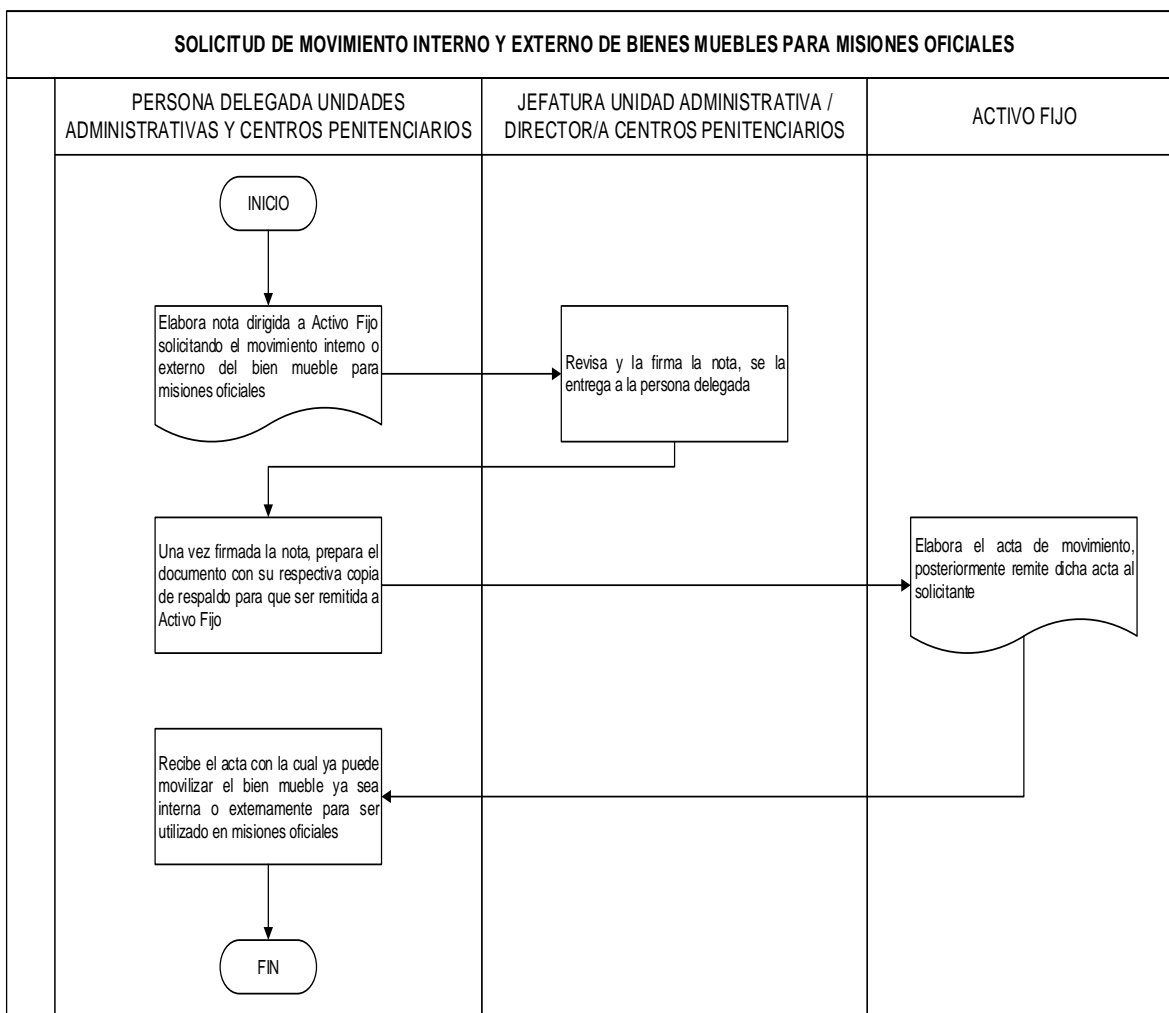 SOLICITUD DE MOVIMIENTO INTERNO Y EXTERNO DE BIENES MUEBLES PARA MISIONES OFICIALES
PERSONA DELEGADA UNIDADES
ADMINISTRATIVAS Y CENTROS PENITENCIARIOS
JEFATURA UNIDAD ADMINISTRATIVA /
DIRECTOR/A CENTROS PENITENCIARIOS
ACTIVO FIJO
INICIO
Elabora nota dirigida a Activo Fijo
solicitando el movimiento interno o
externo del bien mueble para
misiones oficiales
Revisa y la firma la nota, se la
entrega a la persona delegada
Una vez firmada la nota, prepara el
documento con su respectiva copia
de respaldo para que ser remitida a
Activo Fijo
Elabora el acta de movimiento,
posteriormente remite dicha acta al
solicitante
Recibe el acta con la cual ya puede
movilizar el bien mueble ya sea
interna o externamente para ser
utilizado en misiones oficiales
FIN